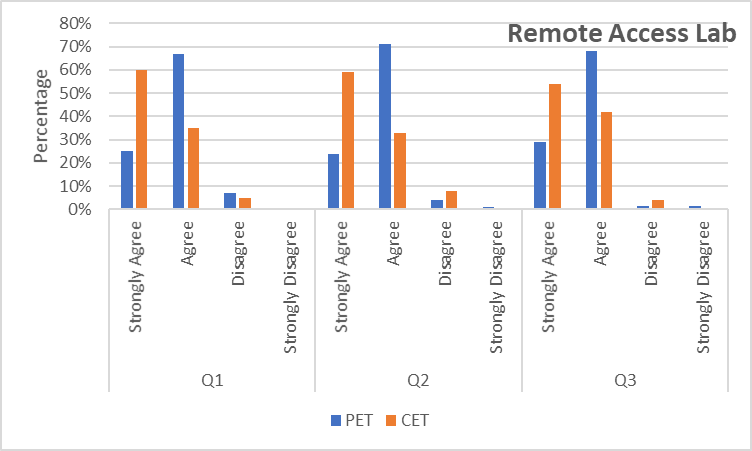 Remote Access Lab
80%
70%
60%
50%
40%
30%
20%
10%
0%
Percentage
Strongly Agree
Agree
Disagree
Strongly Disagree
Strongly Agree
Agree
Disagree
Strongly Disagree
Strongly Agree
Agree
Disagree
Strongly Disagree
Q1 Q2 Q3
PET CET